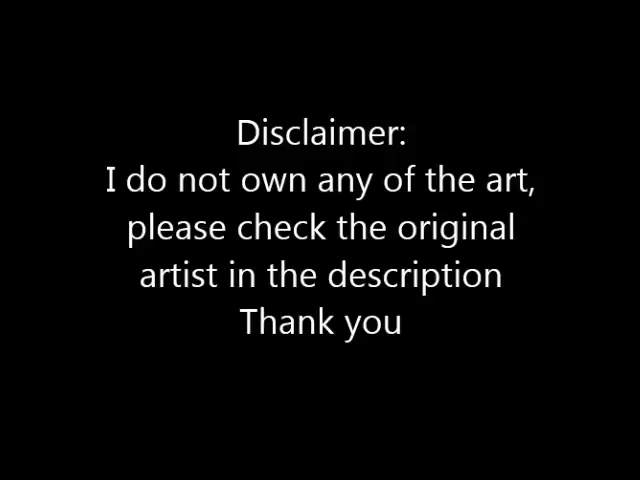 Disclaimer:
I do not own any of the art,
please check the original
artist in the description
Thank you